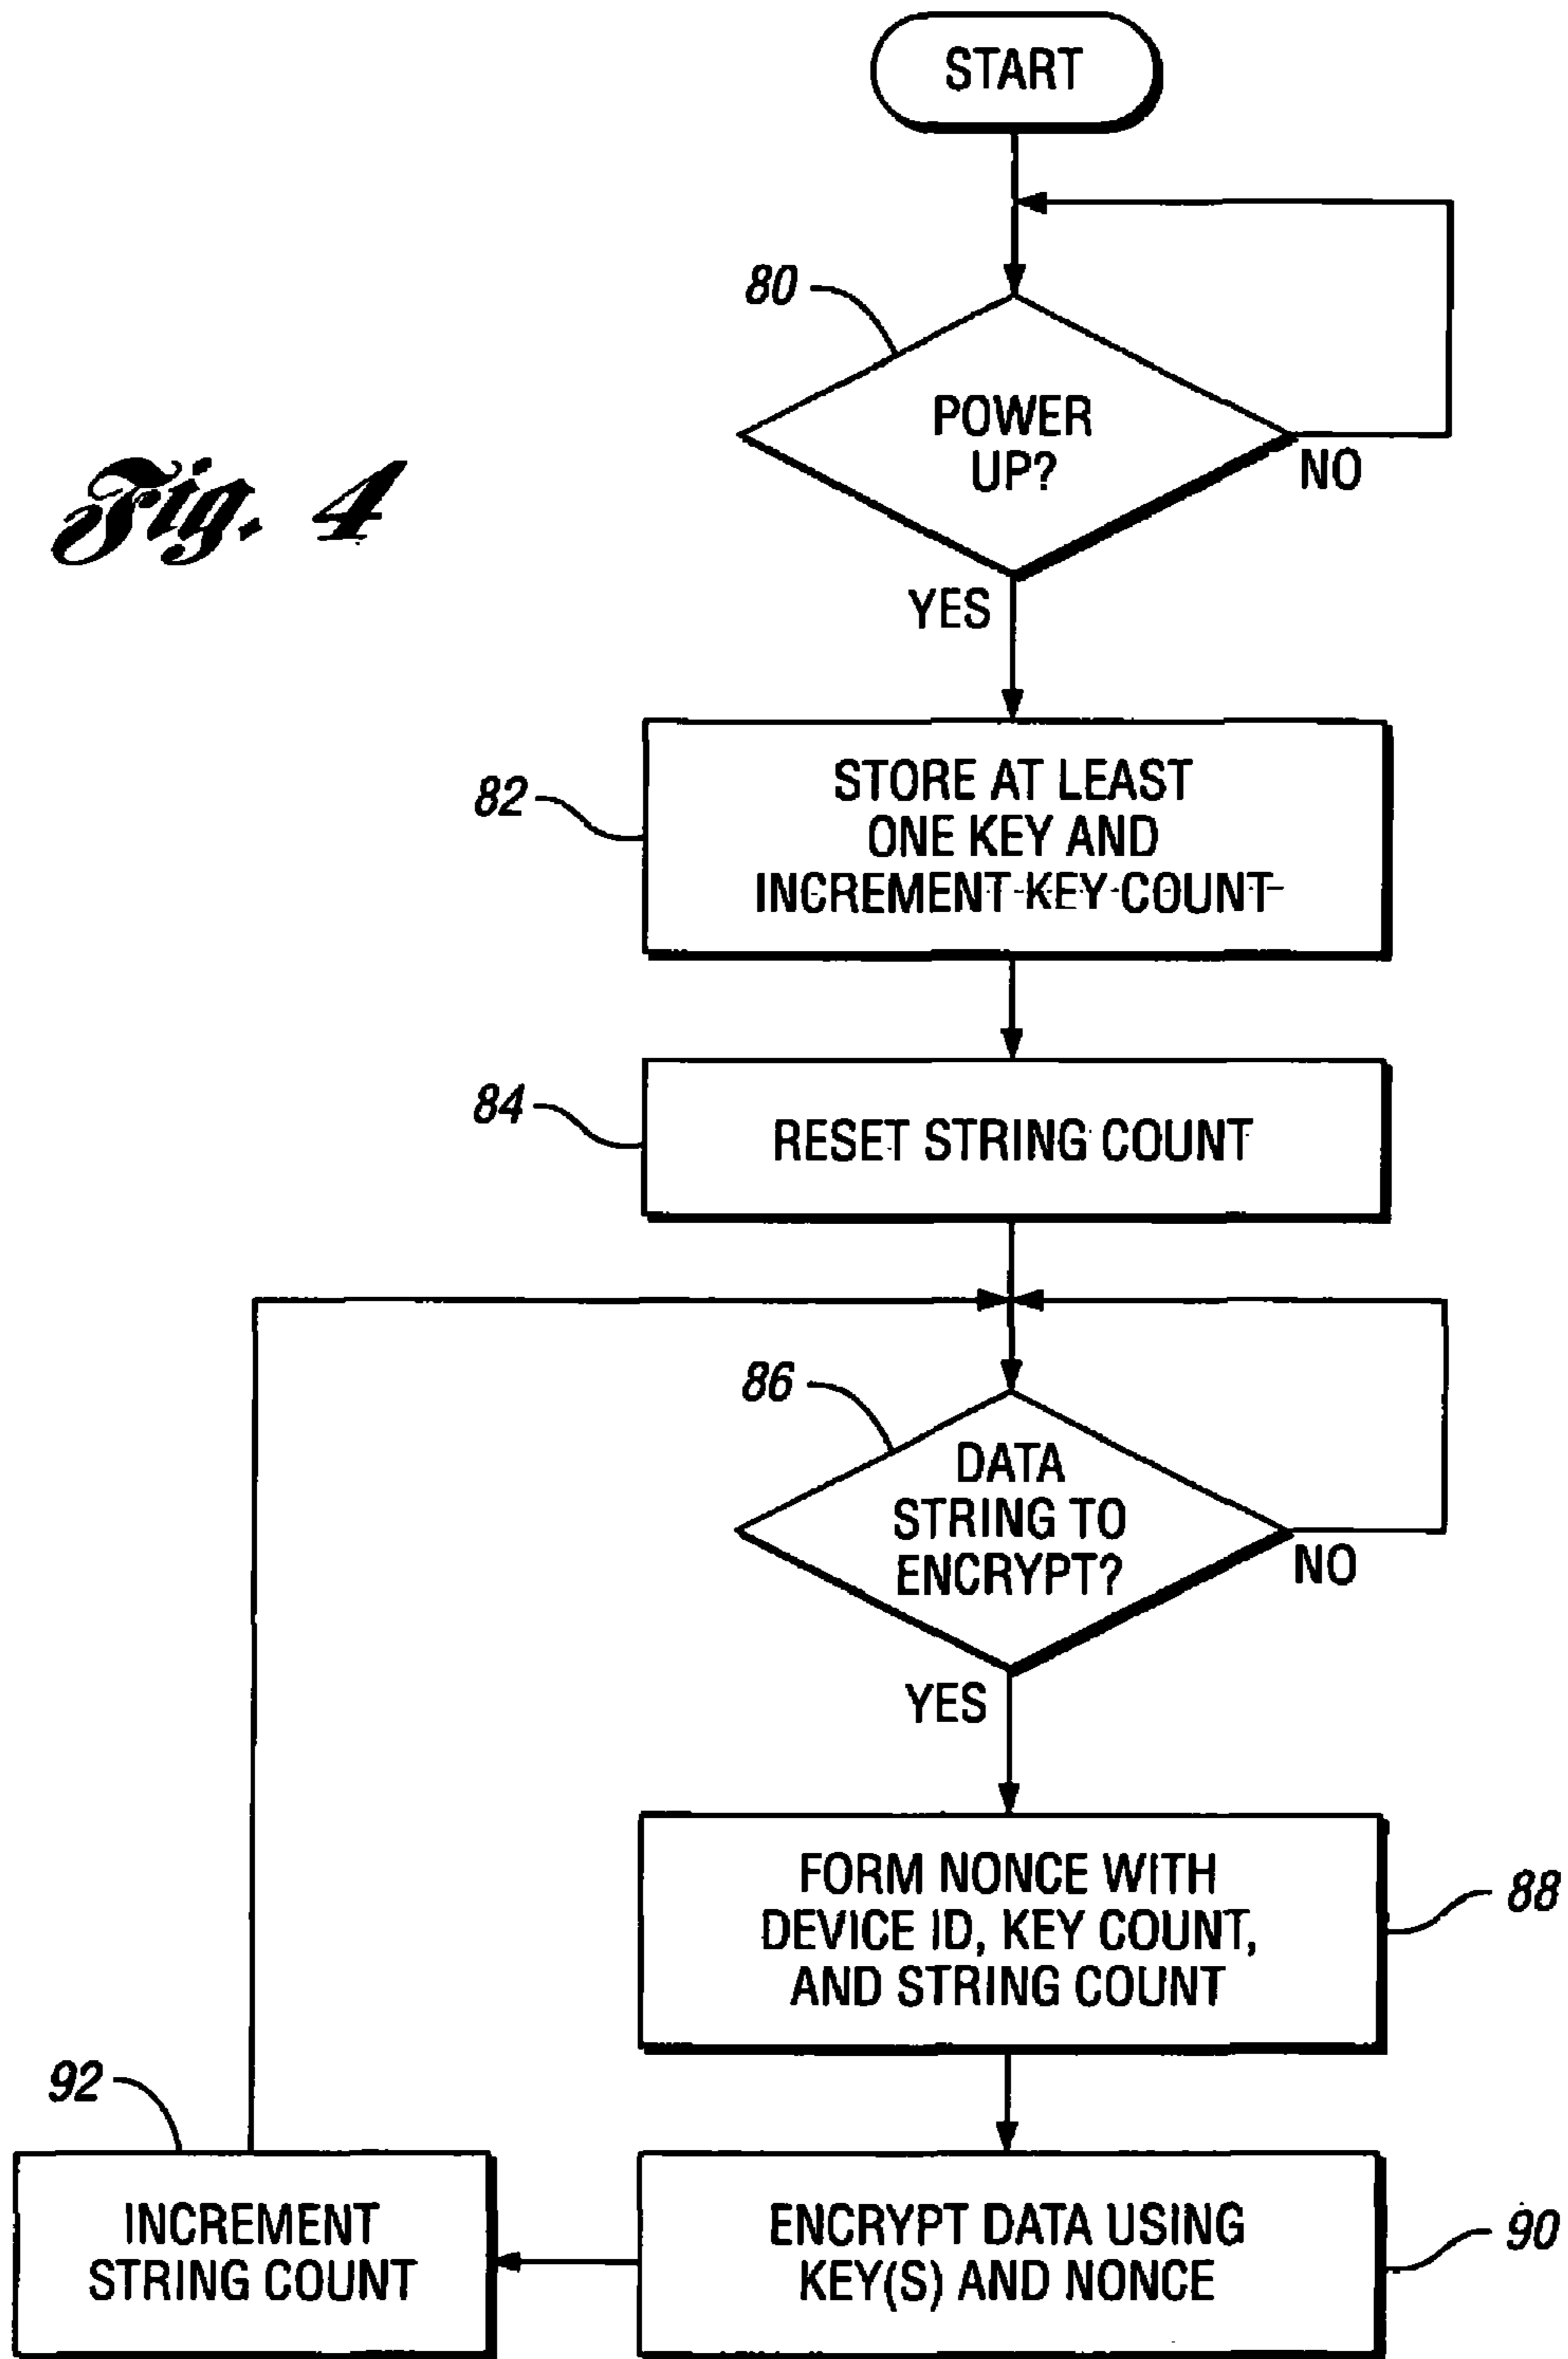 START
80
POWER
UP?
NO
Fig. 4
YES
82
STORE AT LEAST
ONE KEY AND
INCREMENT KEY COUNT
84
RESET STRING COUNT
86
DATA
STRING TO
ENCRYPT?
NO
YES
FORM NONCE WITH
DEVICE ID, KEY COUNT,
AND STRING COUNT
88
92
INCREMENT
STRING COUNT
ENCRYPT DATA USING
KEY(S) AND NONCE
90